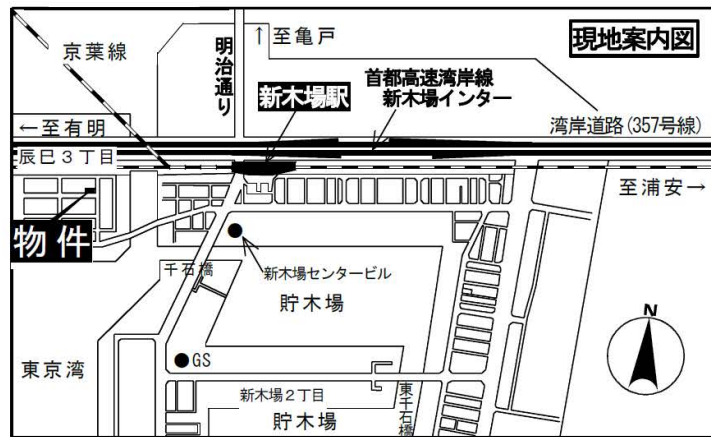 現地案内図
京葉線
明治通り
↑至亀戸
新木場駅
首都高速湾岸線
新木場インター
湾岸道路(357号線)
←至有明
辰巳3丁目
至浦安→
物件
千石橋
新木場センタービル
貯木場
東京湾
GS
新木場2丁目
貯木場
東千石橋
N